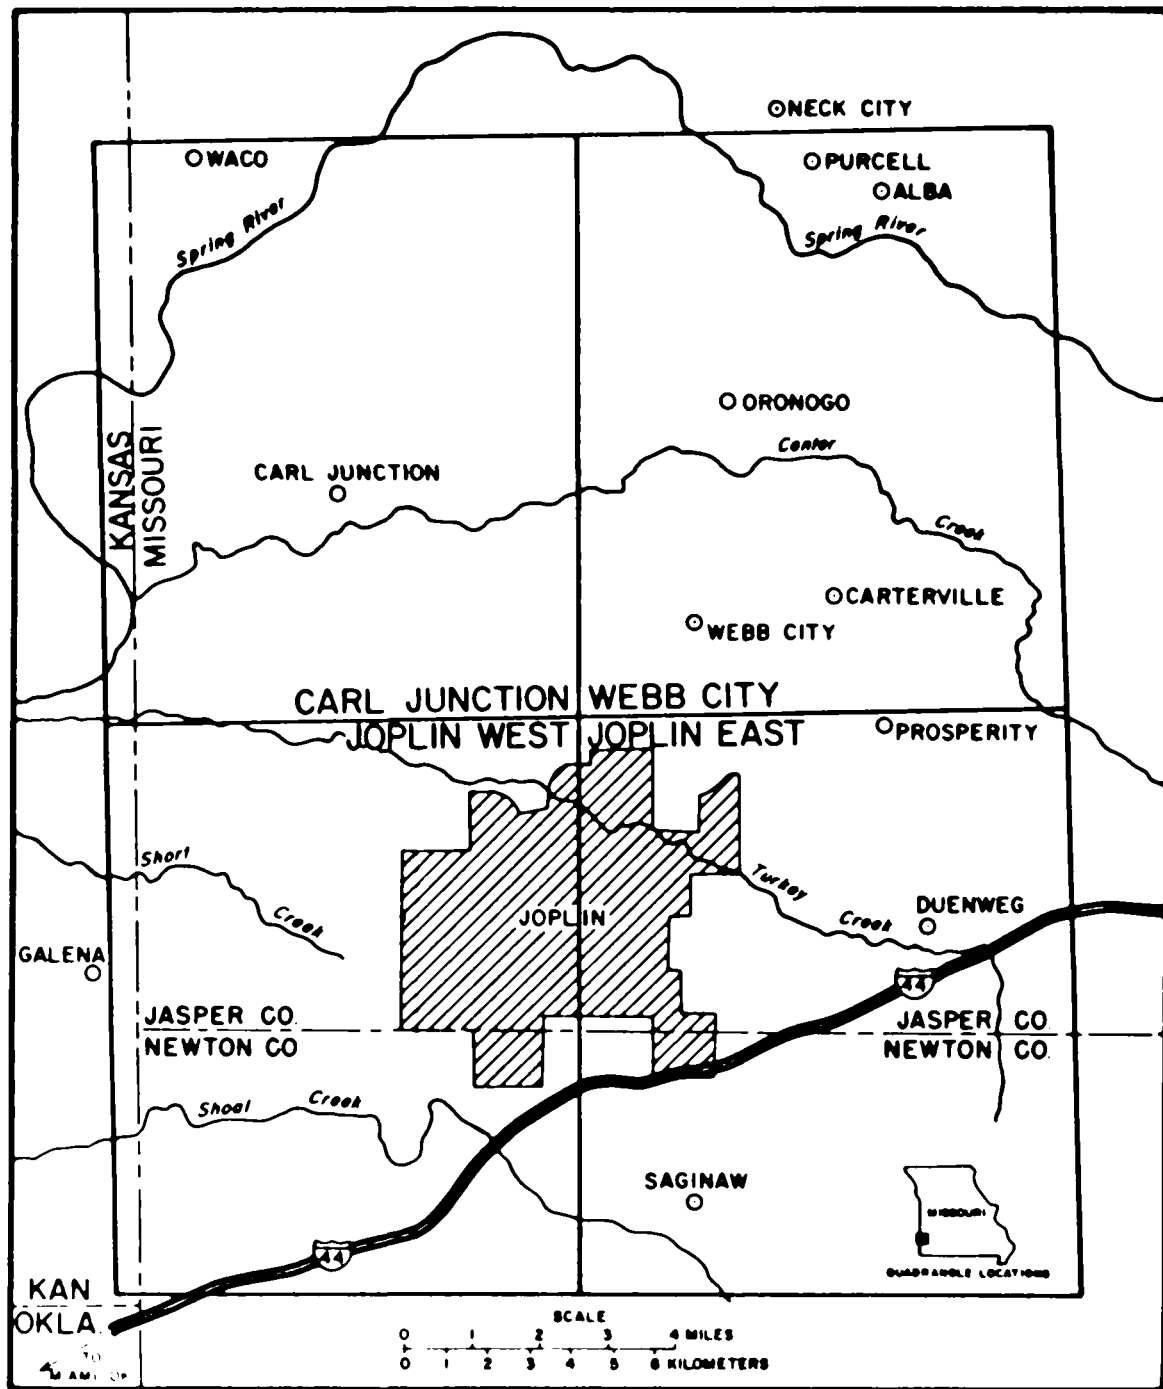 NECK CITY
WACO
PURCELL
ALBA
Spring River
Spring River
ORONOGO
Center
Creek
KANSAS
MISSOURI
CARL JUNCTION
CARTERVILLE
WEBB CITY
CARL JUNCTION
WEBB CITY
JOPLIN WEST
JOPLIN EAST
PROSPERITY
Short
Creek
JOPLIN
Turkey
Creek
DUENWEG
GALENA
44
JASPER CO.
NEWTON CO
JASPER CO.
NEWTON CO.
Shoal Creek
SAGINAW
MISSOURI
QUADRANGLE LOCATIONS
44
KAN
OKLA.
TO
SCALE
0 1 2 3 4 MILES
0 1 2 3 4 5 6 KILOMETERS